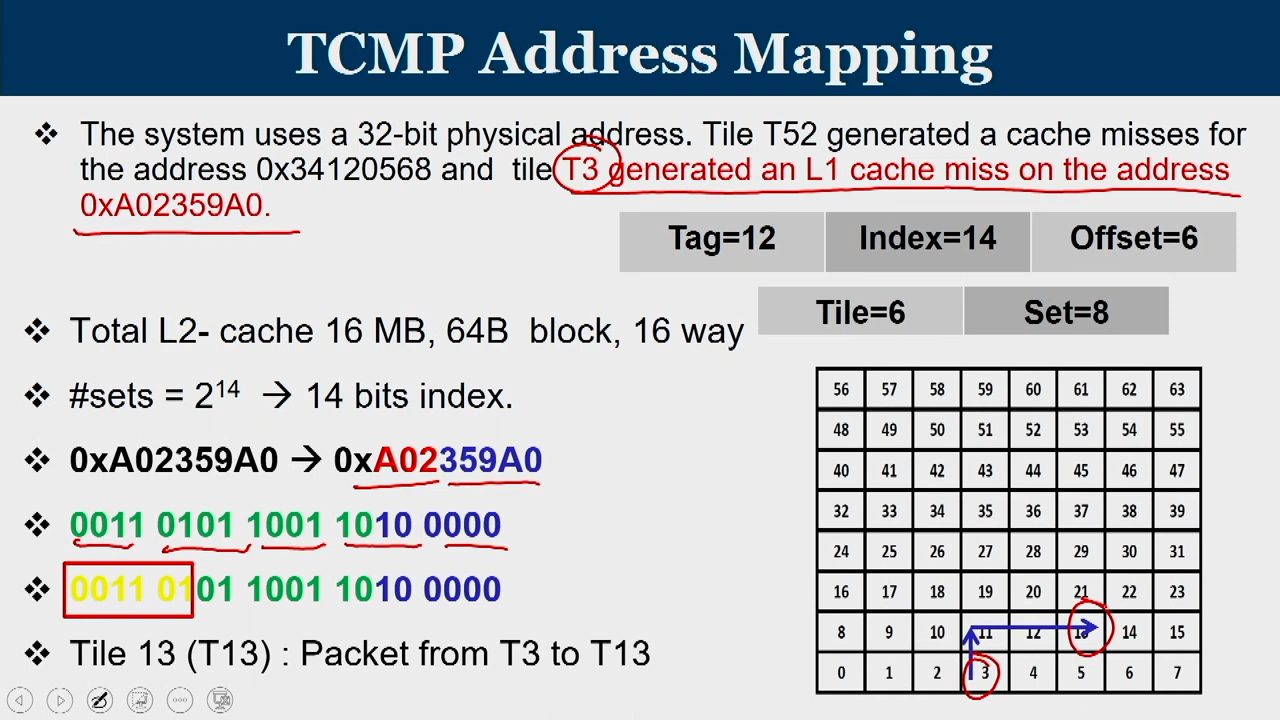 TCMP Address Mapping
❖ The system uses a 32-bit physical address. Tile T52 generated a cache misses for
the address 0x34120568 and tile T3 generated an L1 cache miss on the address
0xA02359A0.
Tag=12 Index=14 Offset=6
Tile=6 Set=8
❖ Total L2- cache 16 MB, 64B block, 16 way
❖ #sets = 2¹⁴ → 14 bits index.
❖ 0xA02359A0 → 0xA02359A0
❖ 0011 0101 1001 1010 0000
❖ 0011 0101 1001 1010 0000
❖ Tile 13 (T13) : Packet from T3 to T13
56 57 58 59 60 61 62 63
48 49 50 51 52 53 54 55
40 41 42 43 44 45 46 47
32 33 34 35 36 37 38 39
24 25 26 27 28 29 30 31
16 17 18 19 20 21 22 23
8 9 10 11 12 13 14 15
0 1 2 3 4 5 6 7